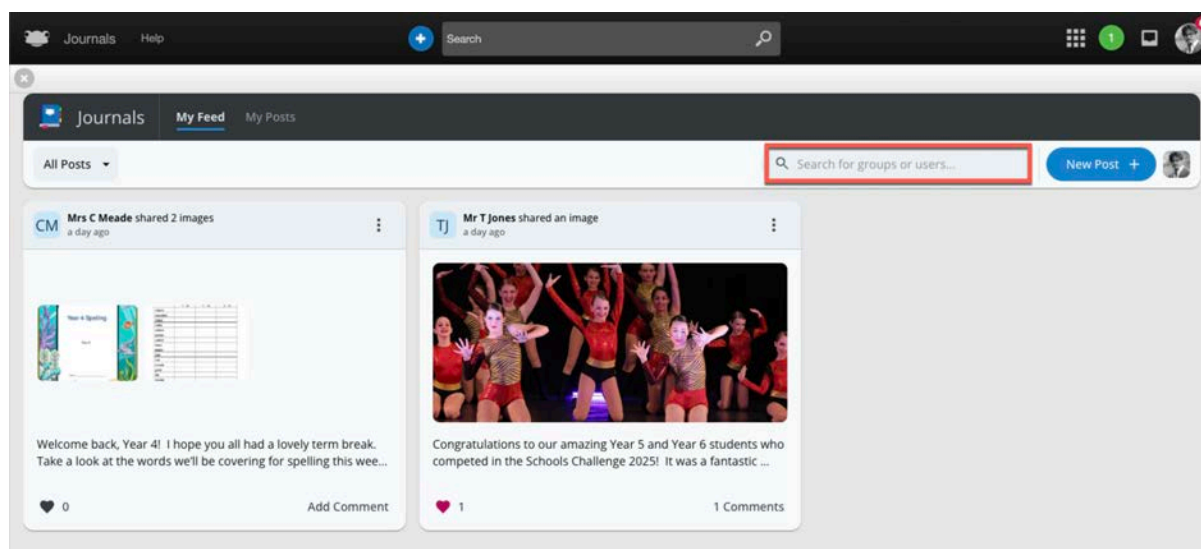 Journals Help Search 1
Journals My Feed My Posts
All Posts Search for groups or users... New Post +
CM Mrs C Meade shared 2 images
a day ago
Year 4 Spelling
Welcome back, Year 4! I hope you all had a lovely term break.
Take a look at the words we'll be covering for spelling this wee...
0 Add Comment
TJ Mr T Jones shared an image
a day ago
Congratulations to our amazing Year 5 and Year 6 students who
competed in the Schools Challenge 2025! It was a fantastic ...
1 1 Comments